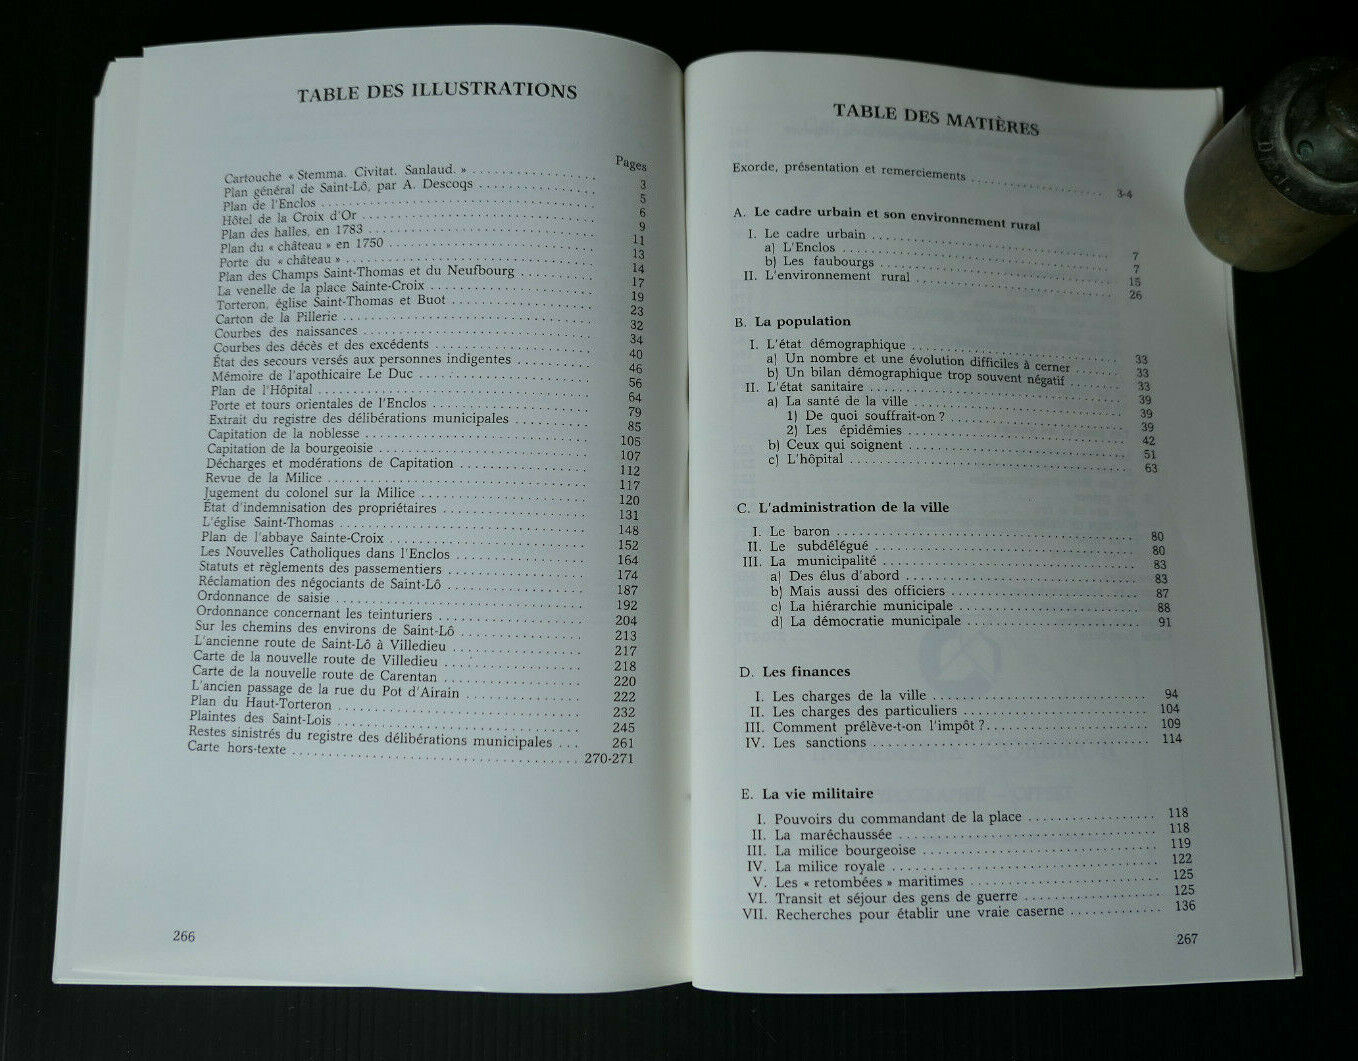 TABLE DES ILLUSTRATIONS
Pages
Cartouche « Stemma. Civitat. Sanlaud. » . . . . . 3
Plan général de Saint-Lô, par A. Descoqs . . . . . 5
Plan de l'Enclos . . . . . 6
Hôtel de la Croix d'Or . . . . . 9
Plan des halles, en 1783 . . . . . 11
Plan du « château » en 1750 . . . . . 13
Porte du « château » . . . . . 14
Plan des Champs Saint-Thomas et du Neufbourg . . . . . 17
La venelle de la place Sainte-Croix . . . . . 19
Torteron, église Saint-Thomas et Buot . . . . . 23
Carton de la Pillerie . . . . . 32
Courbes des naissances . . . . . 34
Courbes des décès et des excédents . . . . . 40
État des secours versés aux personnes indigentes . . . . . 46
Mémoire de l'apothicaire Le Duc . . . . . 56
Plan de l'Hôpital . . . . . 64
Porte et tours orientales de l'Enclos . . . . . 79
Extrait du registre des délibérations municipales . . . . . 85
Capitation de la noblesse . . . . . 105
Capitation de la bourgeoisie . . . . . 107
Décharges et modérations de Capitation . . . . . 112
Revue de la Milice . . . . . 117
Jugement du colonel sur la Milice . . . . . 120
État d'indemnisation des propriétaires . . . . . 131
L'église Saint-Thomas . . . . . 148
Plan de l'abbaye Sainte-Croix . . . . . 152
Les Nouvelles Catholiques dans l'Enclos . . . . . 164
Statuts et règlements des passementiers . . . . . 174
Réclamation des négociants de Saint-Lô . . . . . 187
Ordonnance de saisie . . . . . 192
Ordonnance concernant les teinturiers . . . . . 204
Sur les chemins des environs de Saint-Lô . . . . . 213
L'ancienne route de Saint-Lô à Villedieu . . . . . 217
Carte de la nouvelle route de Villedieu . . . . . 218
Carte de la nouvelle route de Carentan . . . . . 220
L'ancien passage de la rue du Pot d'Airain . . . . . 222
Plan du Haut-Torteron . . . . . 232
Plaintes des Saint-Lois . . . . . 245
Restes sinistrés du registre des délibérations municipales . . . 261
Carte hors-texte . . . . . 270-271
266
TABLE DES MATIÈRES
Exorde, présentation et remerciements . . . . . 3-4
A. Le cadre urbain et son environnement rural
I. Le cadre urbain . . . . . 7
a) L'Enclos . . . . . 7
b) Les faubourgs . . . . . 15
II. L'environnement rural . . . . . 26
B. La population
I. L'état démographique . . . . . 33
a) Un nombre et une évolution difficiles à cerner . . . . . 33
b) Un bilan démographique trop souvent négatif . . . . . 33
II. L'état sanitaire . . . . . 39
a) La santé de la ville . . . . . 39
1) De quoi souffrait-on ? . . . . . 39
2) Les épidémies . . . . . 42
b) Ceux qui soignent . . . . . 51
c) L'hôpital . . . . . 63
C. L'administration de la ville
I. Le baron . . . . . 80
II. Le subdélégué . . . . . 80
III. La municipalité . . . . . 83
a) Des élus d'abord . . . . . 83
b) Mais aussi des officiers . . . . . 87
c) La hiérarchie municipale . . . . . 88
d) La démocratie municipale . . . . . 91
D. Les finances
I. Les charges de la ville . . . . . 94
II. Les charges des particuliers . . . . . 104
III. Comment prélève-t-on l'impôt ? . . . . . 109
IV. Les sanctions . . . . . 114
E. La vie militaire
I. Pouvoirs du commandant de la place . . . . . 118
II. La maréchaussée . . . . . 118
III. La milice bourgeoise . . . . . 119
IV. La milice royale . . . . . 122
V. Les « retombées » maritimes . . . . . 125
VI. Transit et séjour des gens de guerre . . . . . 125
VII. Recherches pour établir une vraie caserne . . . . . 136
267